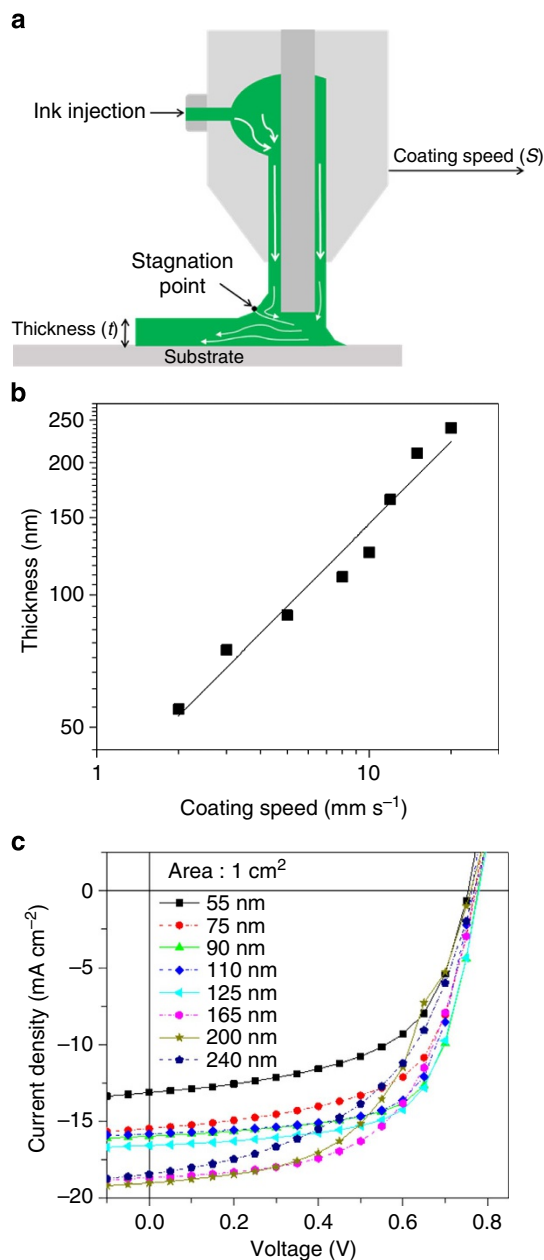 a
Ink injection
Coating speed (S)
Stagnation
point
Thickness (t)
Substrate
b
250
200
150
100
50
Thickness (nm)
1
10
Coating speed (mm s⁻¹)
c
Area : 1 cm²
55 nm
75 nm
90 nm
110 nm
125 nm
165 nm
200 nm
240 nm
0
−5
−10
−15
−20
Current density (mA cm⁻²)
0.0
0.2
0.4
0.6
0.8
Voltage (V)